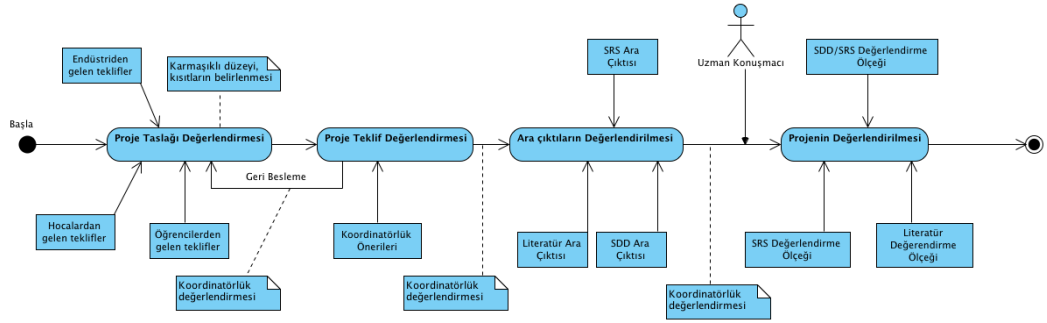 Endüstriden
gelen teklifler
Karmaşıklı düzeyi,
kısıtların belirlenmesi
SRS Ara
Çıktısı
Uzman Konuşmacı
SDD/SRS Değerlendirme
Ölçeği
Başla
Proje Taslağı Değerlendirmesi
Proje Teklif Değerlendirmesi
Ara çıktıların Değerlendirilmesi
Projenin Değerlendirilmesi
Geri Besleme
Hocalardan
gelen teklifler
Öğrencilerden
gelen teklifler
Koordinatörlük
Önerileri
Literatür Ara
Çıktısı
SDD Ara
Çıktısı
SRS Değerlendirme
Ölçeği
Literatür
Değerendirme
Ölçeği
Koordinatörlük
değerlendirmesi
Koordinatörlük
değerlendirmesi
Koordinatörlük
değerlendirmesi